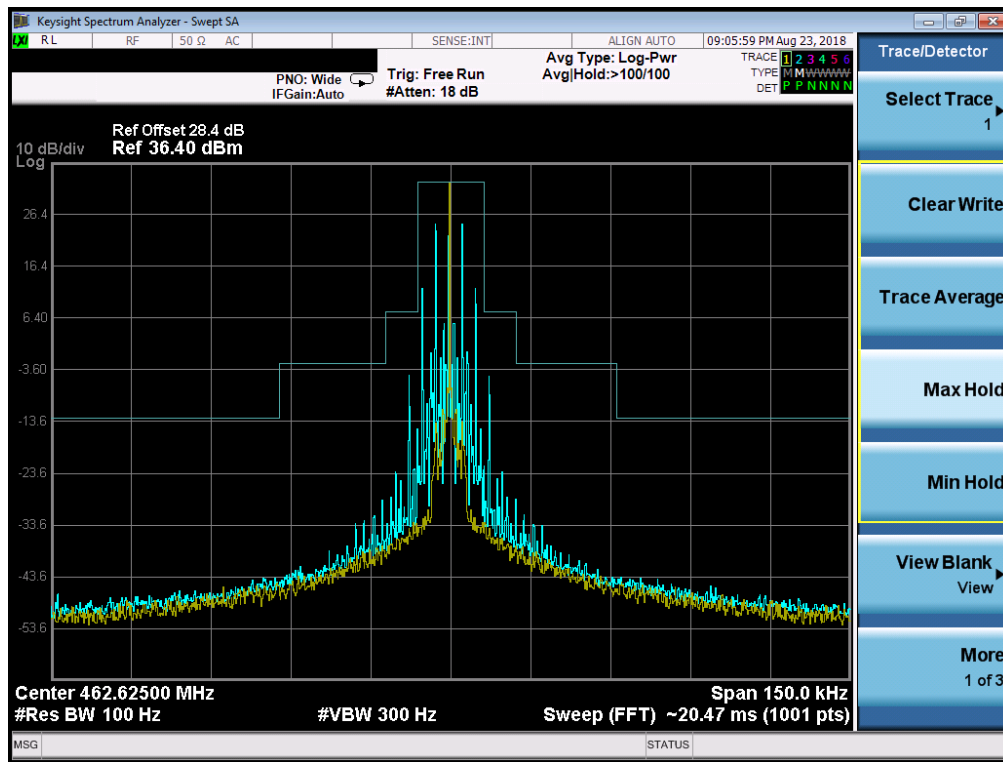 Keysight Spectrum Analyzer - Swept SA
LXI RL RF 50 Ω AC SENSE:INT ALIGN AUTO 09:05:59 PM Aug 23, 2018
Trace/Detector
PNO: Wide
IFGain:Auto
Trig: Free Run
#Atten: 18 dB
Avg Type: Log-Pwr
Avg|Hold:>100/100
TRACE 1 2 3 4 5 6
TYPE M M W W W W
DET P P N N N N
Select Trace
1
Clear Write
Trace Average
Max Hold
Min Hold
View Blank
View
More
1 of 3
Ref Offset 28.4 dB
10 dB/div Ref 36.40 dBm
Log
26.4
16.4
6.40
-3.60
-13.6
-23.6
-33.6
-43.6
-53.6
Center 462.62500 MHz Span 150.0 kHz
#Res BW 100 Hz #VBW 300 Hz Sweep (FFT) ~20.47 ms (1001 pts)
MSG STATUS